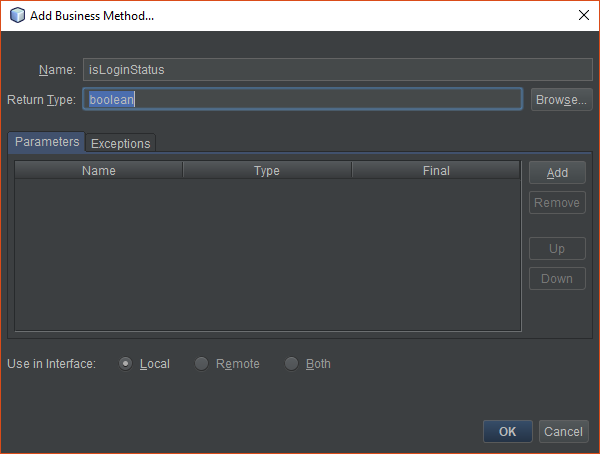 Add Business Method...
Name: isLoginStatus
Return Type: boolean Browse...
Parameters Exceptions
Name Type Final Add
Remove
Up
Down
Use in Interface: Local Remote Both
OK Cancel